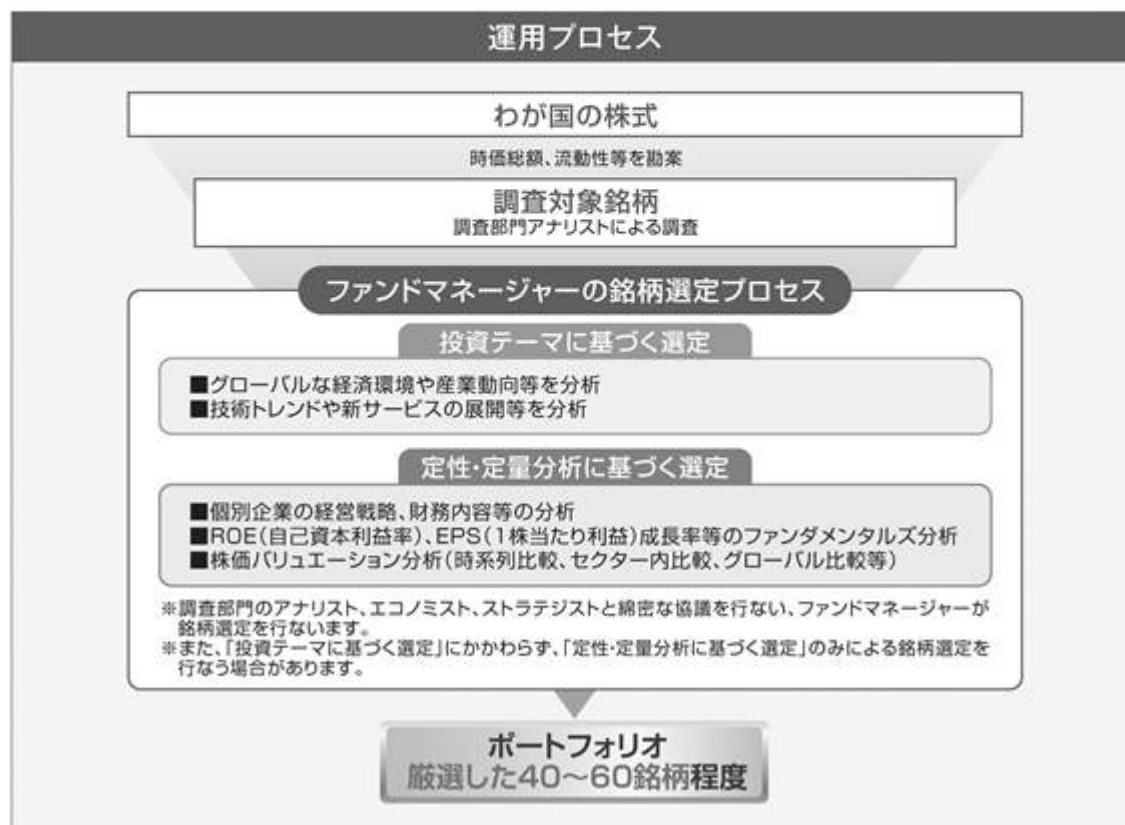 運用プロセス
わが国の株式
時価総額、流動性等を勘案
調査対象銘柄
調査部門アナリストによる調査
ファンドマネージャーの銘柄選定プロセス
投資テーマに基づく選定
■グローバルな経済環境や産業動向等を分析
■技術トレンドや新サービスの展開等を分析
定性・定量分析に基づく選定
■個別企業の経営戦略、財務内容等の分析
■ROE(自己資本利益率)、EPS(1株当たり利益)成長率等のファンダメンタルズ分析
■株価バリュエーション分析(時系列比較、セクター内比較、グローバル比較等)
※調査部門のアナリスト、エコノミスト、ストラテジストと綿密な協議を行ない、ファンドマネージャーが
銘柄選定を行ないます。
※また、「投資テーマに基づく選定」にかかわらず、「定性・定量分析に基づく選定」のみによる銘柄選定を
行なう場合があります。
ポートフォリオ
厳選した40～60銘柄程度